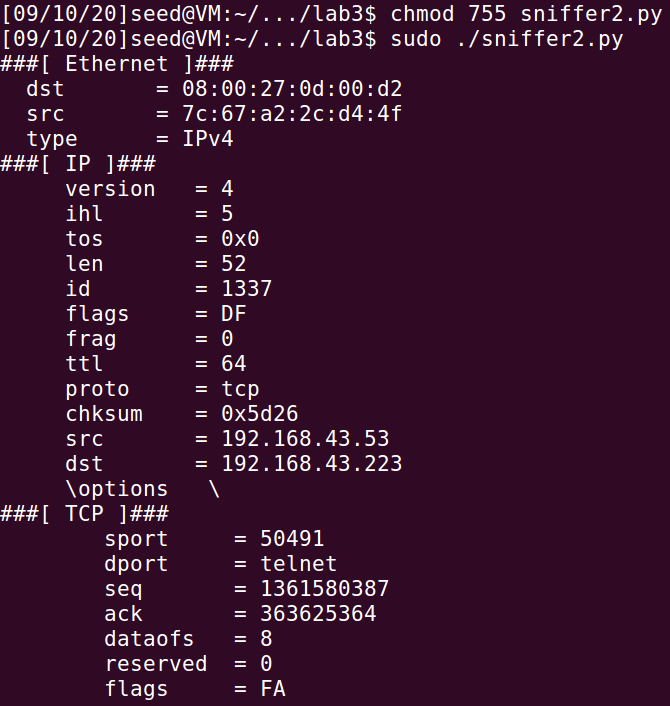 [09/10/20]seed@VM:~/.../lab3$ chmod 755 sniffer2.py
[09/10/20]seed@VM:~/.../lab3$ sudo ./sniffer2.py
###[ Ethernet ]###
  dst       = 08:00:27:0d:00:d2
  src       = 7c:67:a2:2c:d4:4f
  type      = IPv4
###[ IP ]###
     version   = 4
     ihl       = 5
     tos       = 0x0
     len       = 52
     id        = 1337
     flags     = DF
     frag      = 0
     ttl       = 64
     proto     = tcp
     chksum    = 0x5d26
     src       = 192.168.43.53
     dst       = 192.168.43.223
     \options   \
###[ TCP ]###
        sport     = 50491
        dport     = telnet
        seq       = 1361580387
        ack       = 363625364
        dataofs   = 8
        reserved  = 0
        flags     = FA